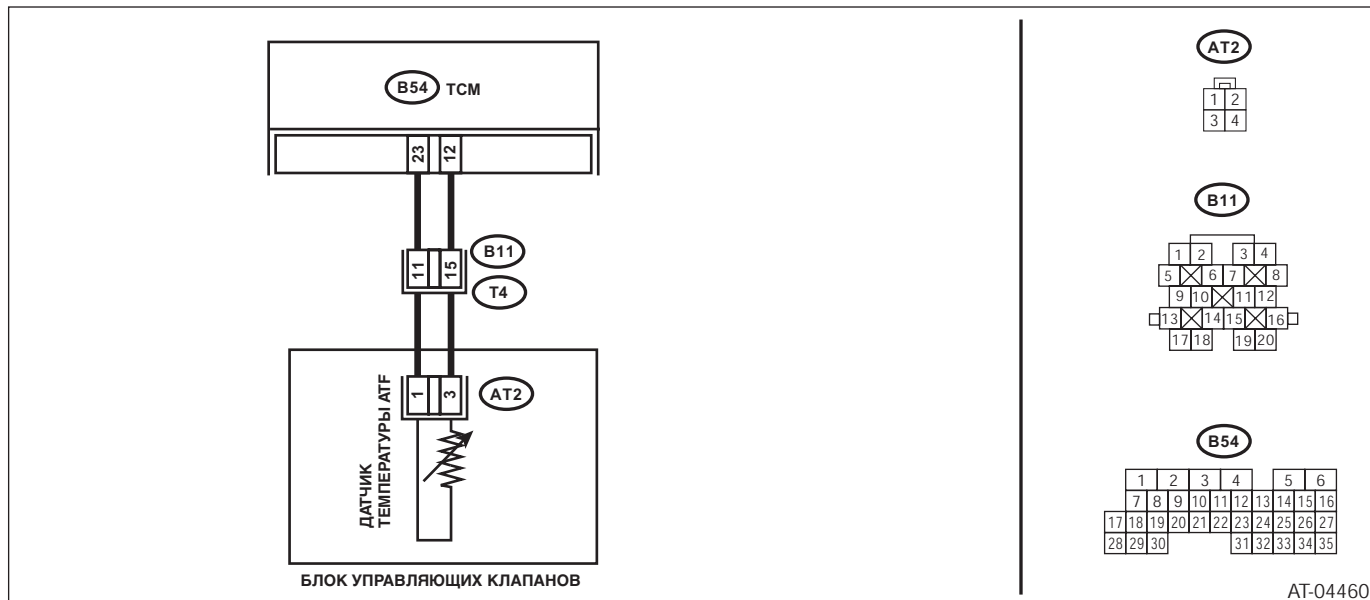 B54 TCM
23 12
11 15
B11
T4
1 3
AT2
ДАТЧИК
ТЕМПЕРАТУРЫ ATF
БЛОК УПРАВЛЯЮЩИХ КЛАПАНОВ
AT2
1 2
3 4
B11
1 2 3 4
5 6 7 8
9 10 11 12
13 14 15 16
17 18 19 20
B54
1 2 3 4 5 6
7 8 9 10 11 12 13 14 15 16
17 18 19 20 21 22 23 24 25 26 27
28 29 30 31 32 33 34 35
AT-04460